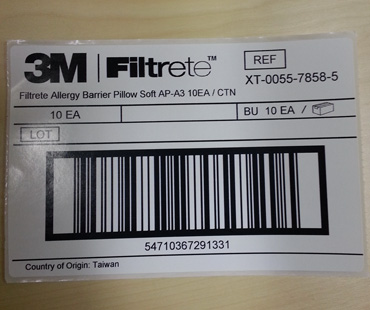 3M Filtrete™
REF
XT-0055-7858-5
Filtrete Allergy Barrier Pillow Soft AP-A3 10EA / CTN
10 EA
BU 10 EA /
LOT
54710367291331
Country of Origin: Taiwan